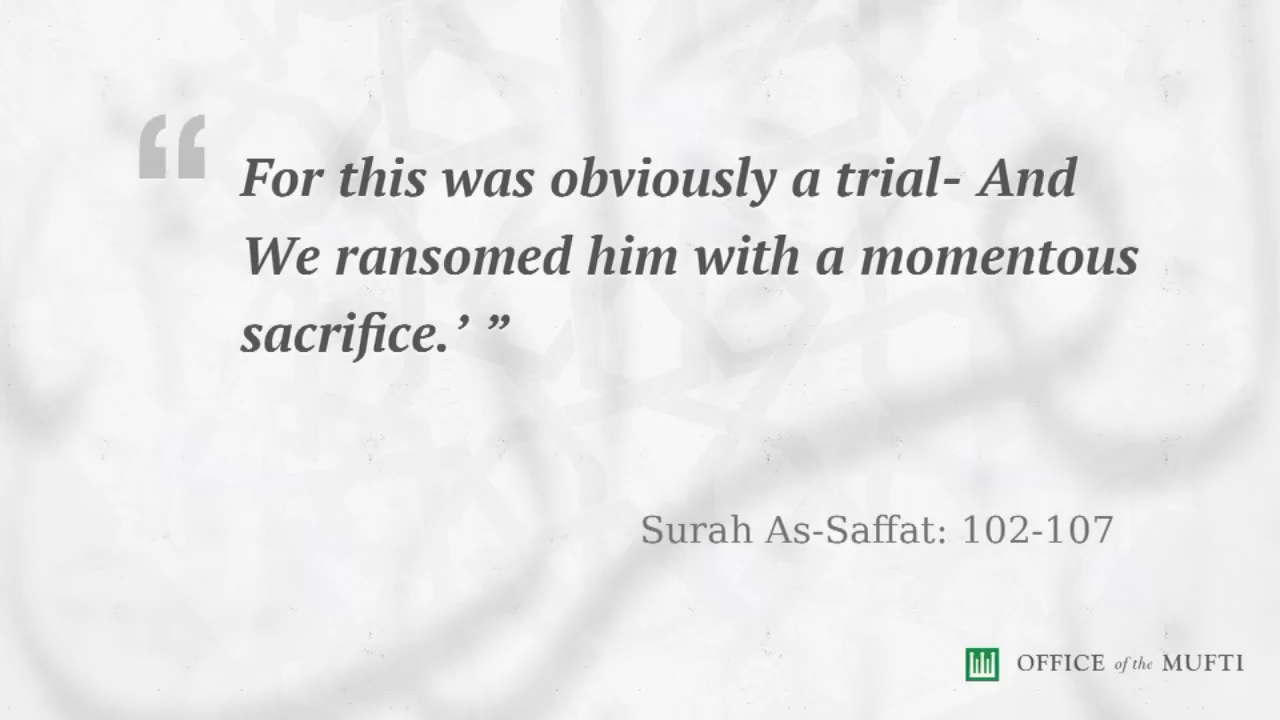 “ For this was obviously a trial- And
We ransomed him with a momentous
sacrifice.’ ”
Surah As-Saffat: 102-107
OFFICE of the MUFTI